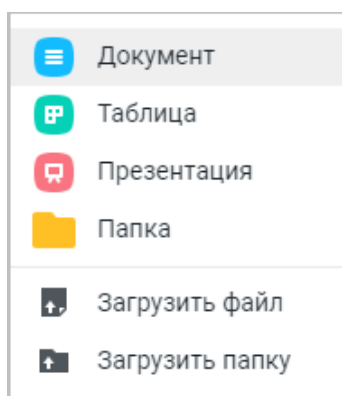 Документ
Таблица
Презентация
Папка
Загрузить файл
Загрузить папку